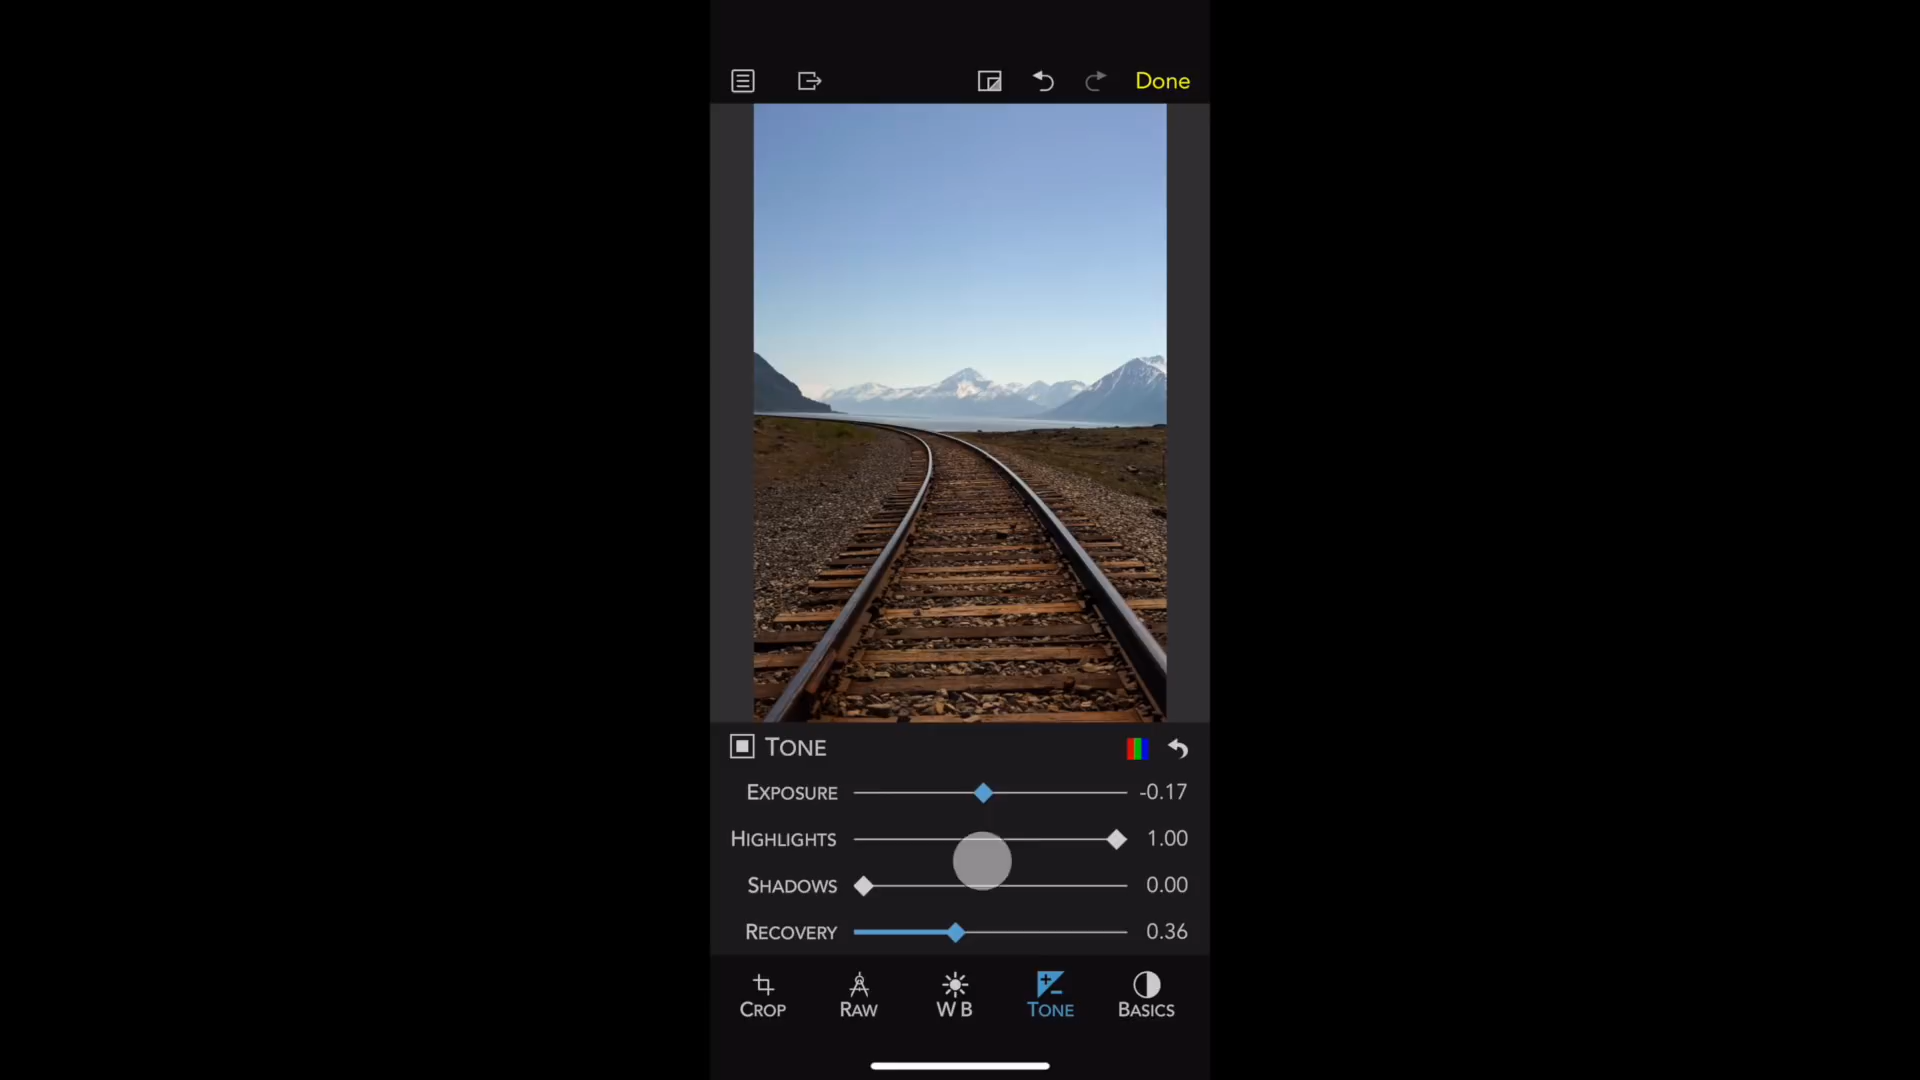 Done
TONE
EXPOSURE -0.17
HIGHLIGHTS 1.00
SHADOWS 0.00
RECOVERY 0.36
CROP RAW WB TONE BASICS